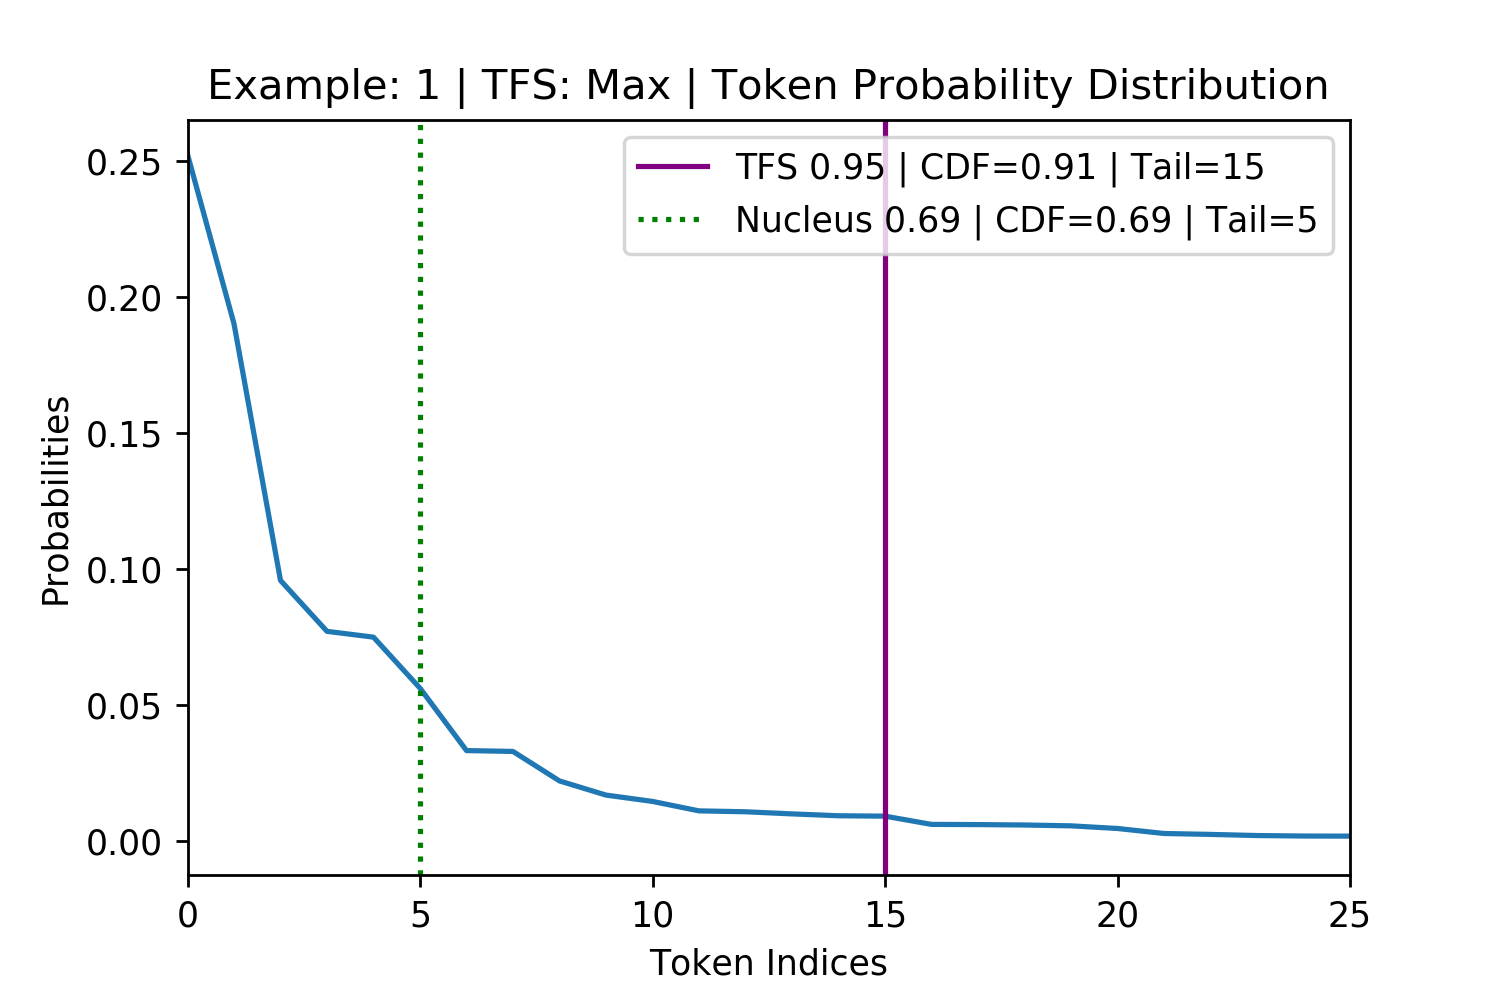 Example: 1 | TFS: Max | Token Probability Distribution
TFS 0.95 | CDF=0.91 | Tail=15
Nucleus 0.69 | CDF=0.69 | Tail=5
0.25
0.20
0.15
0.10
0.05
0.00
Probabilities
0 5 10 15 20 25
Token Indices